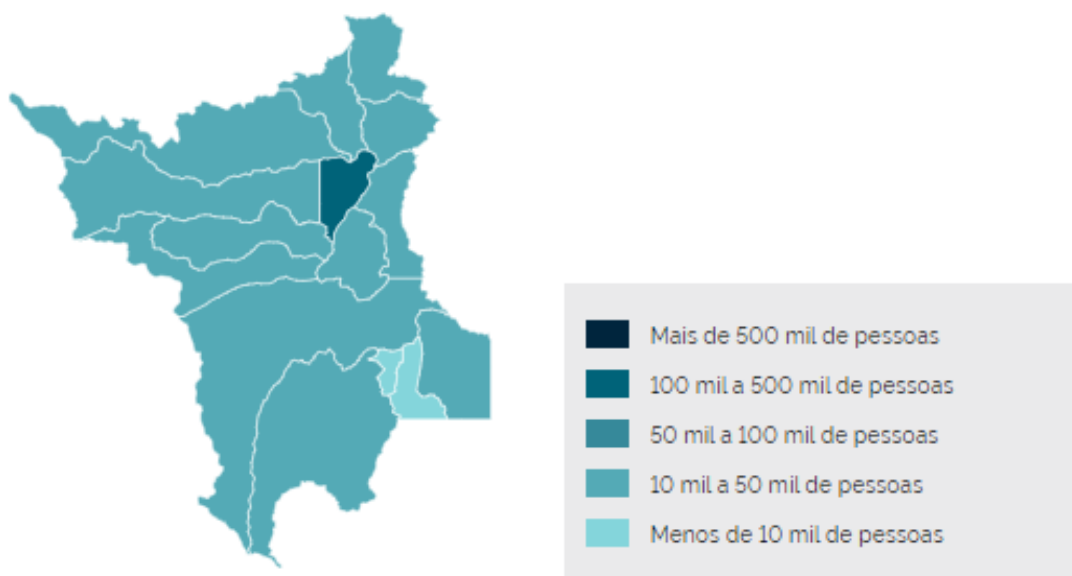 Mais de 500 mil de pessoas
100 mil a 500 mil de pessoas
50 mil a 100 mil de pessoas
10 mil a 50 mil de pessoas
Menos de 10 mil de pessoas